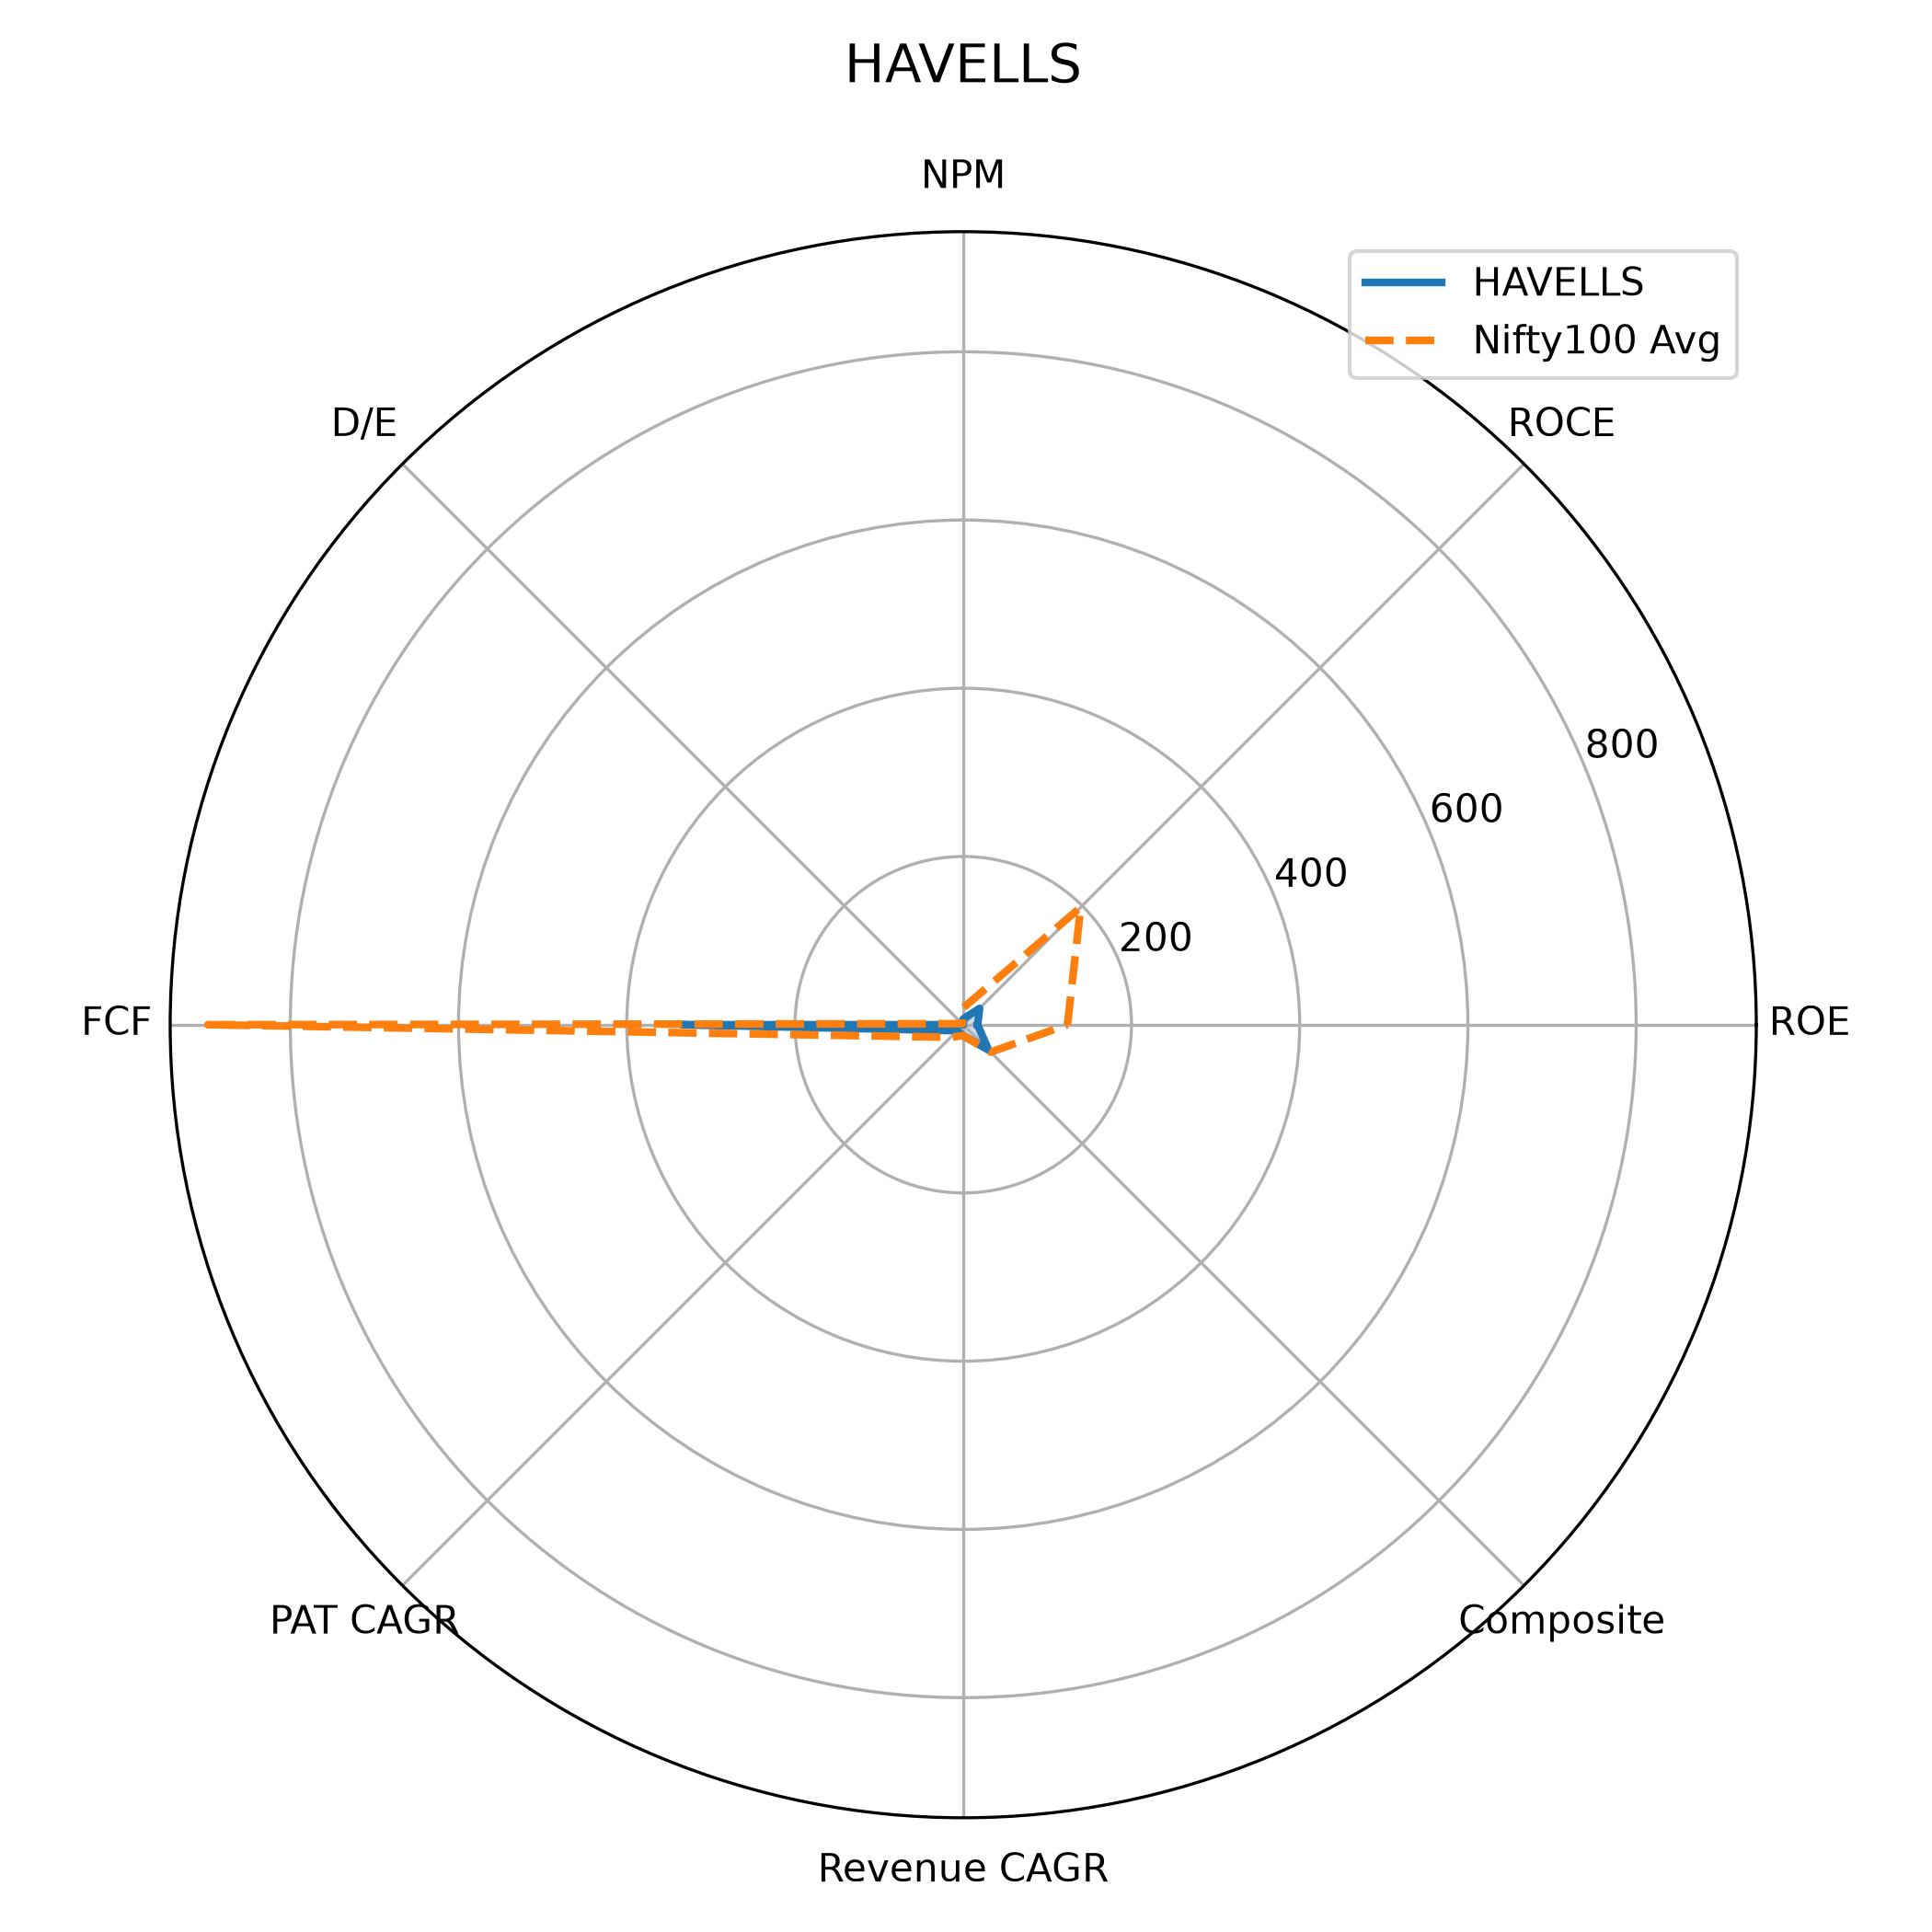 HAVELLS
NPM
HAVELLS
Nifty100 Avg
D/E
ROCE
800
600
400
200
FCF
ROE
PAT CAGR
Composite
Revenue CAGR